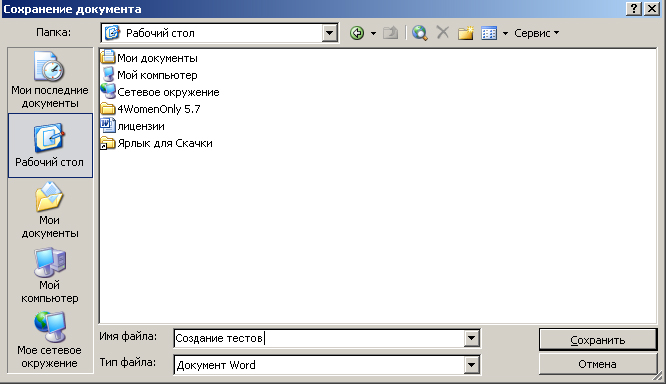 Сохранение документа
Папка:
Рабочий стол
Сервис
Мои последние
документы
Рабочий стол
Мои
документы
Мой
компьютер
Мое сетевое
окружение
Мои документы
Мой компьютер
Сетевое окружение
4WomenOnly 5.7
лицензии
Ярлык для Скачки
Имя файла:
Создание тестов
Сохранить
Тип файла:
Документ Word
Отмена